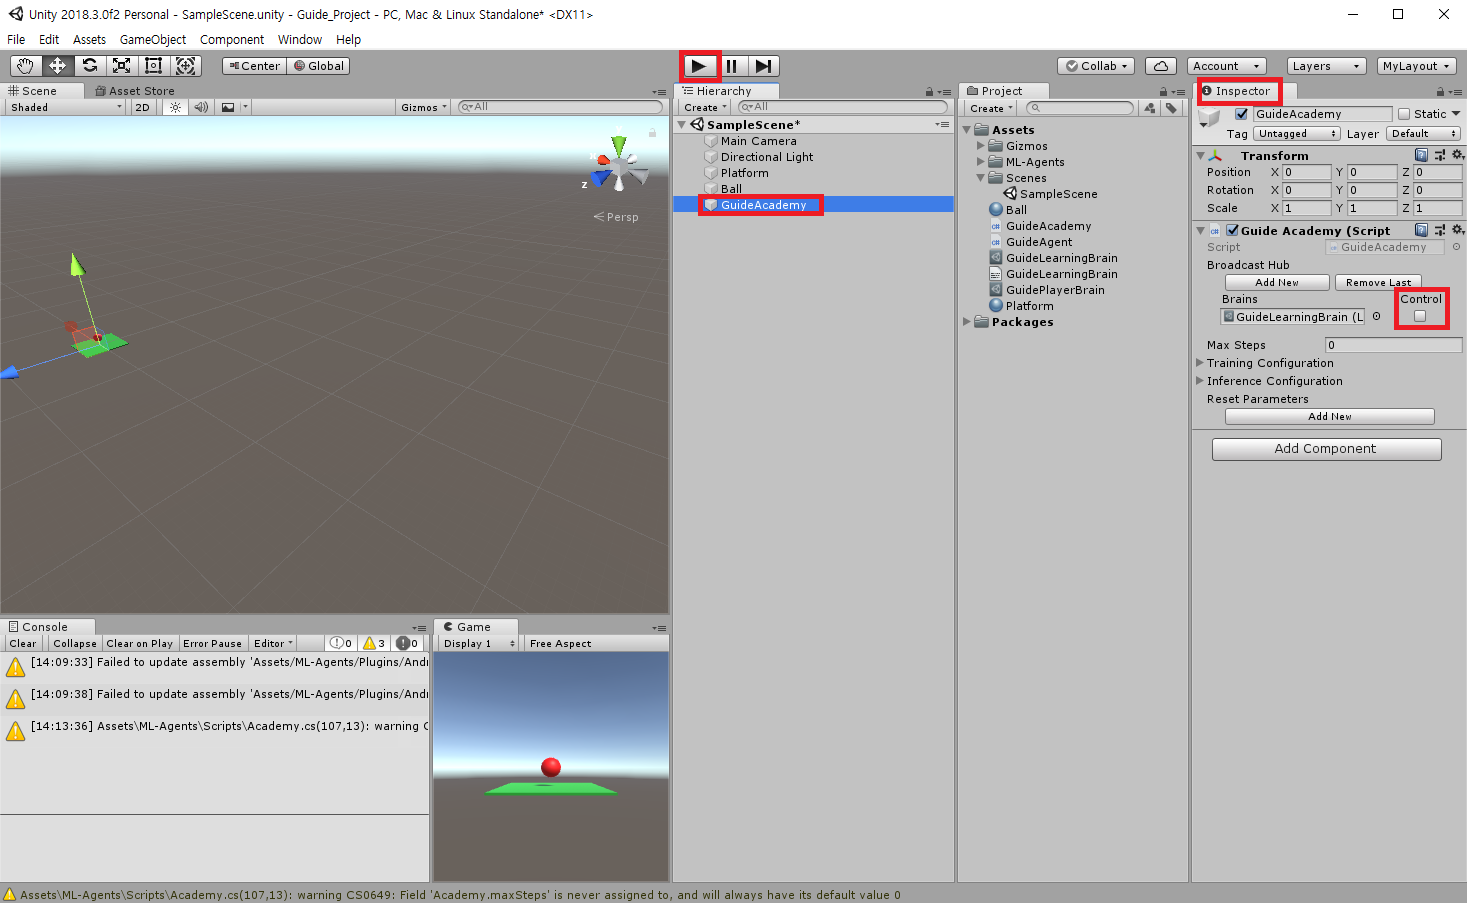 Unity 2018.3.0f2 Personal - SampleScene.unity - Guide_Project - PC, Mac & Linux Standalone* <DX11>
File Edit Assets GameObject Component Window Help
Center Global Collab Account Layers MyLayout
Scene Asset Store
Shaded 2D Gizmos All
z
Persp
Hierarchy
Create All
SampleScene*
Main Camera
Directional Light
Platform
Ball
GuideAcademy
Project
Create
Assets
Gizmos
ML-Agents
Scenes
SampleScene
Ball
GuideAcademy
GuideAgent
GuideLearningBrain
GuideLearningBrain
GuidePlayerBrain
Platform
Packages
Inspector
GuideAcademy Static
Tag Untagged Layer Default
Transform
Position X 0 Y 0 Z 0
Rotation X 0 Y 0 Z 0
Scale X 1 Y 1 Z 1
Guide Academy (Script
Script GuideAcademy
Broadcast Hub
Add New Remove Last
Brains Control
GuideLearningBrain (L
Max Steps 0
Training Configuration
Inference Configuration
Reset Parameters
Add New
Add Component
Console
Clear Collapse Clear on Play Error Pause Editor 0 3 0
[14:09:33] Failed to update assembly 'Assets/ML-Agents/Plugins/Andr
[14:09:38] Failed to update assembly 'Assets/ML-Agents/Plugins/Andr
[14:13:36] Assets\ML-Agents\Scripts\Academy.cs(107,13): warning C
Game
Display 1 Free Aspect
Assets\ML-Agents\Scripts\Academy.cs(107,13): warning CS0649: Field 'Academy.maxSteps' is never assigned to, and will always have its default value 0